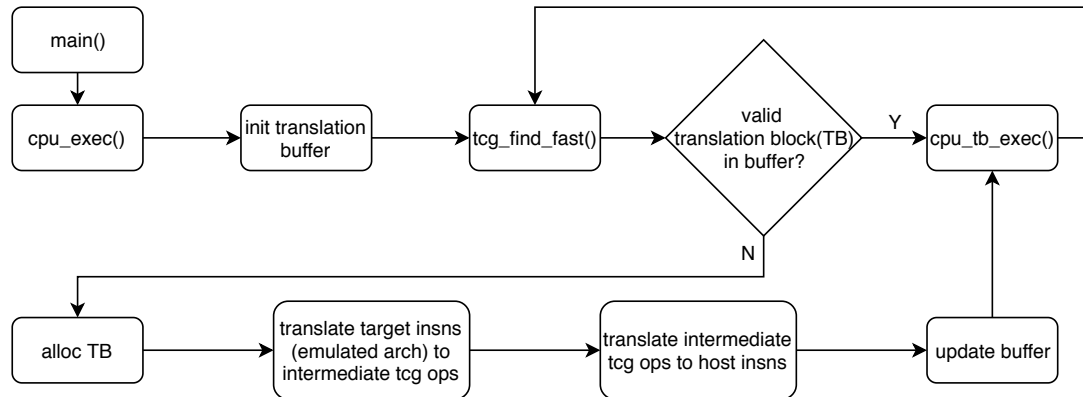 main()
cpu_exec()
init translation
buffer
tcg_find_fast()
valid
translation block(TB)
in buffer?
Y
cpu_tb_exec()
N
alloc TB
translate target insns
(emulated arch) to
intermediate tcg ops
translate intermediate
tcg ops to host insns
update buffer